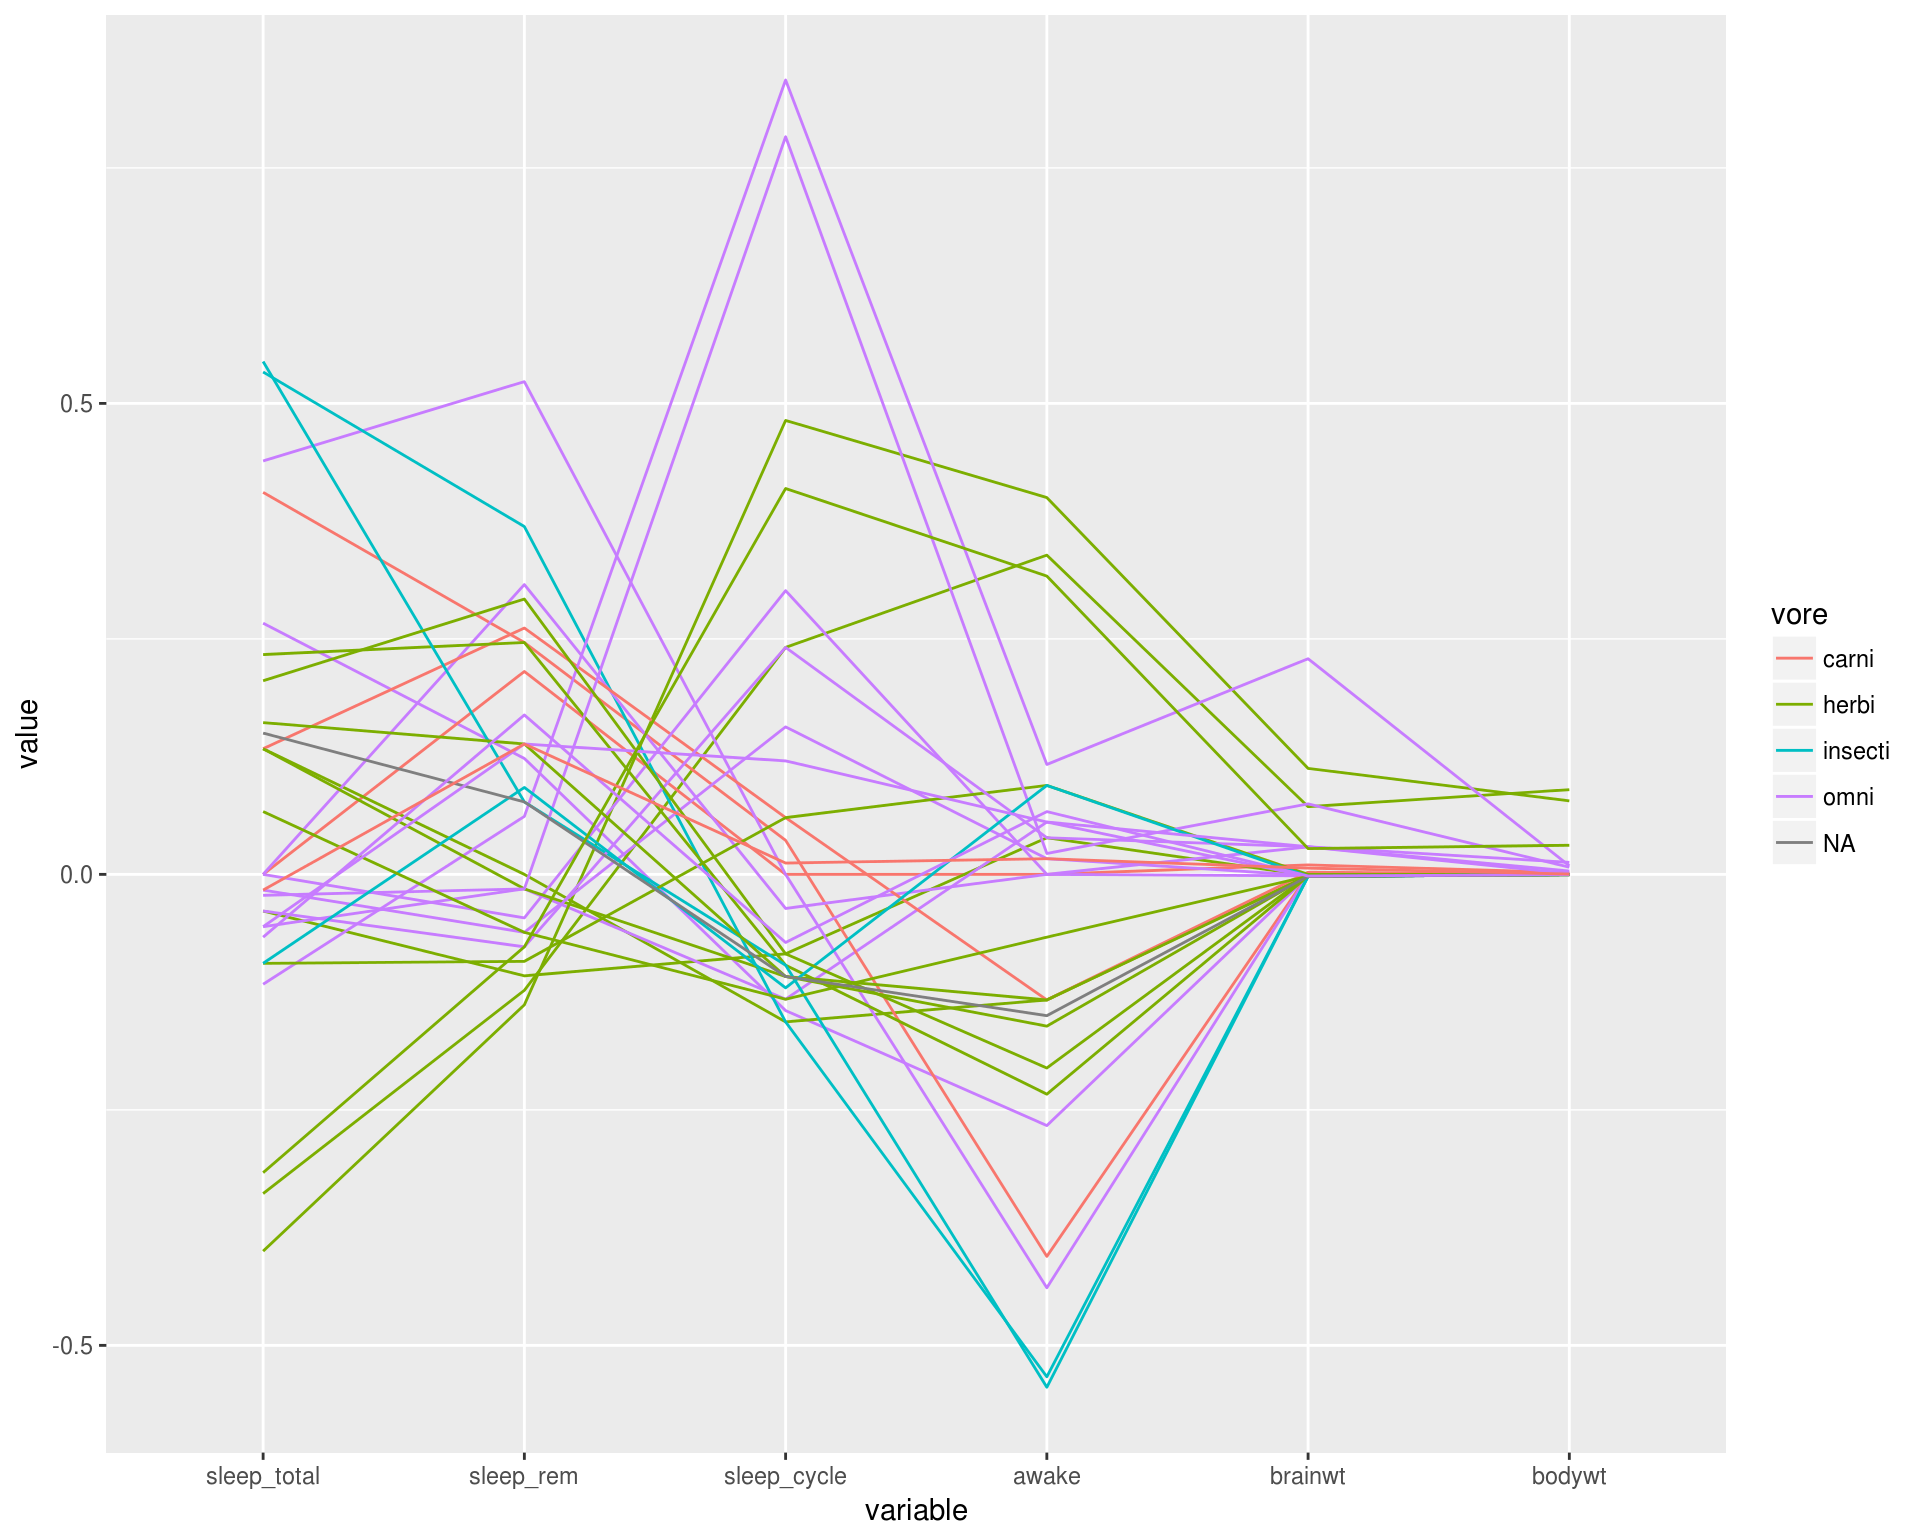 value
0.5
0.0
-0.5
sleep_total sleep_rem sleep_cycle awake brainwt bodywt
variable
vore
carni
herbi
insecti
omni
NA